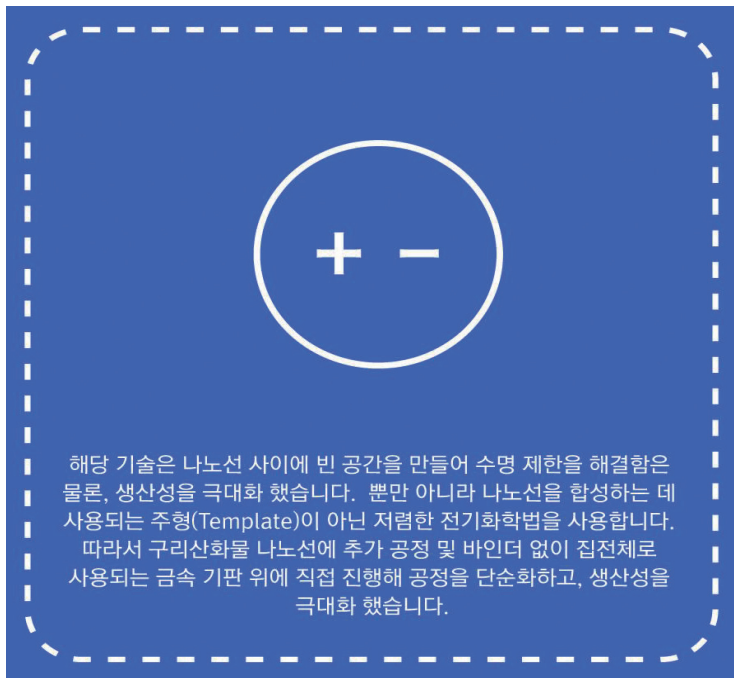 + −
해당 기술은 나노선 사이에 빈 공간을 만들어 수명 제한을 해결함은
물론, 생산성을 극대화 했습니다. 뿐만 아니라 나노선을 합성하는 데
사용되는 주형(Template)이 아닌 저렴한 전기화학법을 사용합니다.
따라서 구리산화물 나노선에 추가 공정 및 바인더 없이 집전체로
사용되는 금속 기판 위에 직접 진행해 공정을 단순화하고, 생산성을
극대화 했습니다.